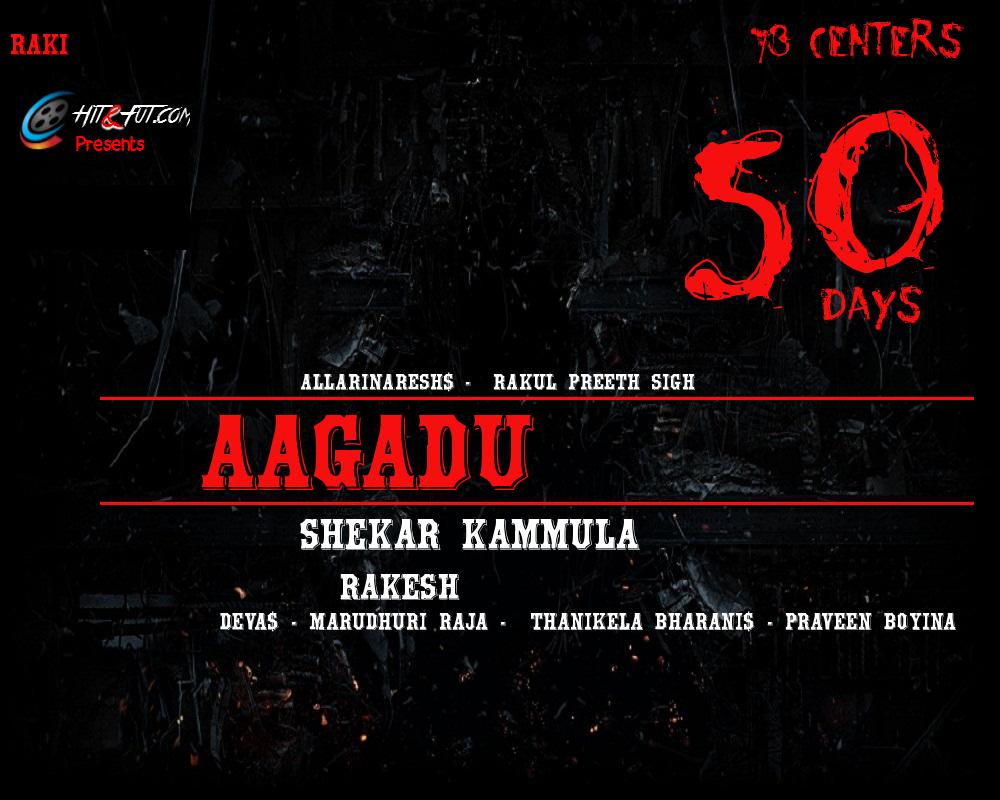 RAKI
73 CENTERS
HIT&FUT.COM
Presents
50
DAYS
ALLARINARESH$ - RAKUL PREETH SIGH
AAGADU
SHEKAR KAMMULA
RAKESH
DEVA$ - MARUDHURI RAJA - THANIKELA BHARANI$ - PRAVEEN BOYINA